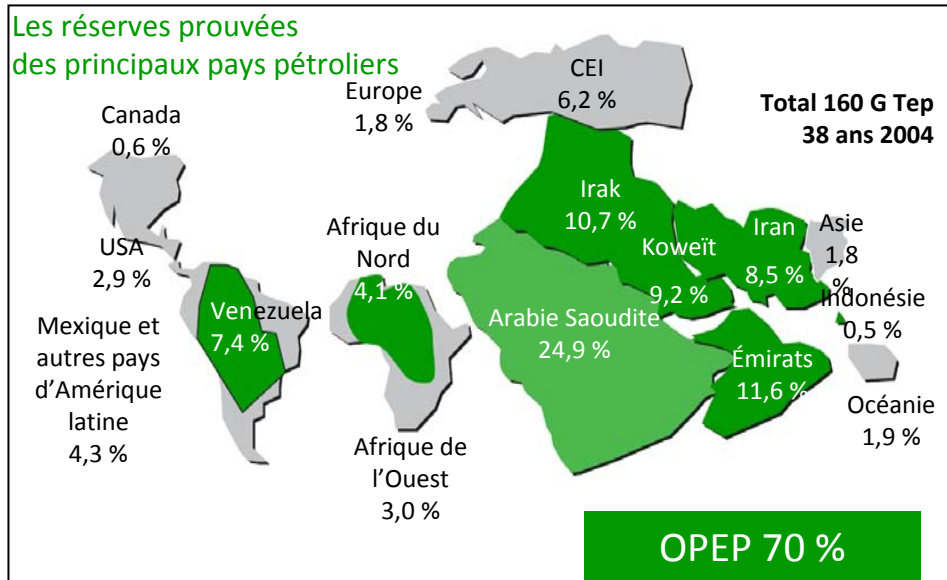 Les réserves prouvées
des principaux pays pétroliers
CEI
6,2 %
Europe
1,8 %
Total 160 G Tep
38 ans 2004
Canada
0,6 %
USA
2,9 %
Mexique et
autres pays
d’Amérique
latine
4,3 %
Venezuela
7,4 %
Afrique du
Nord
4,1 %
Afrique de
l’Ouest
3,0 %
Irak
10,7 %
Koweït
9,2 %
Iran
8,5 %
Asie
1,8
%
Indonésie
0,5 %
Arabie Saoudite
24,9 %
Émirats
11,6 %
Océanie
1,9 %
OPEP 70 %